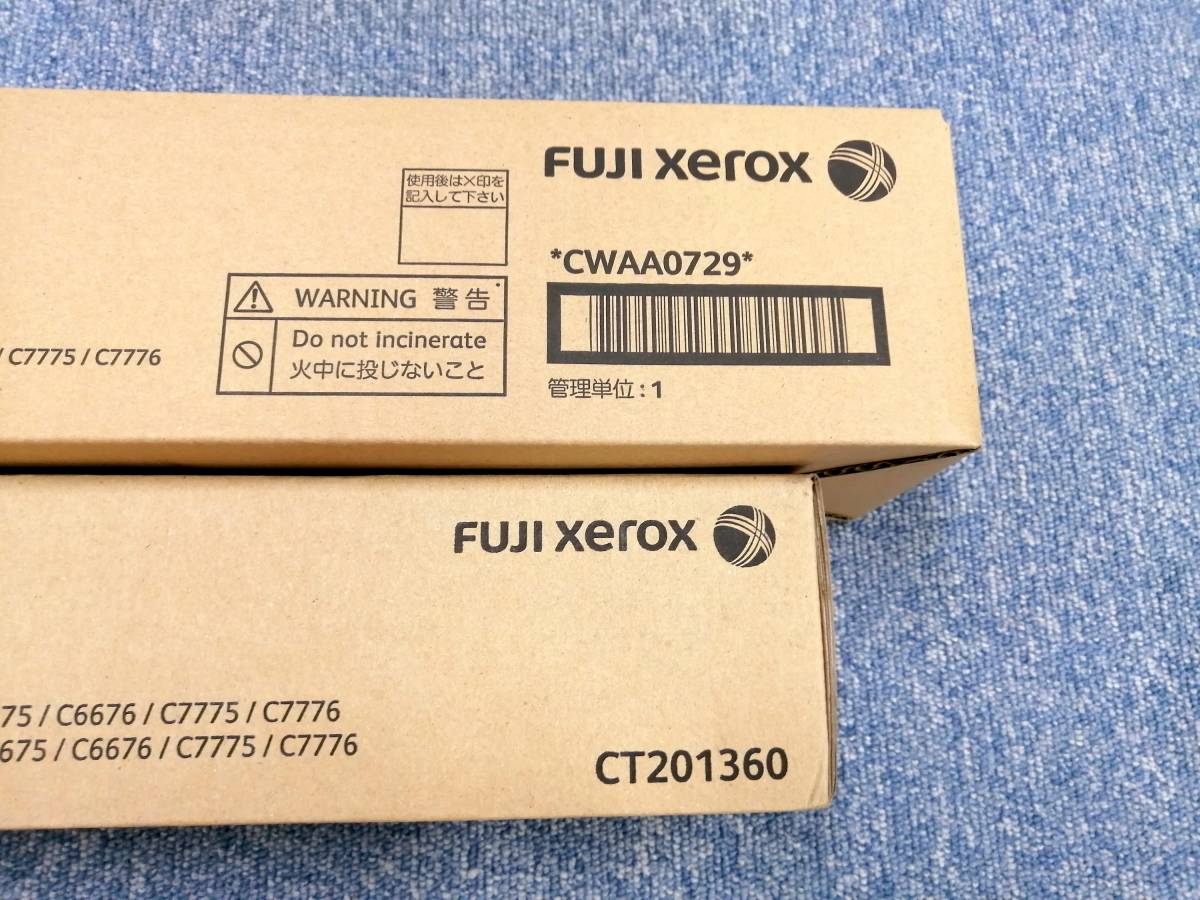 FUJI xerox
使用後は×印を
記入して下さい
*CWAA0729*
WARNING 警告
Do not incinerate
火中に投じないこと
/ C7775 / C7776
管理単位：1
FUJI xerox
75 / C6676 / C7775 / C7776
675 / C6676 / C7775 / C7776
CT201360